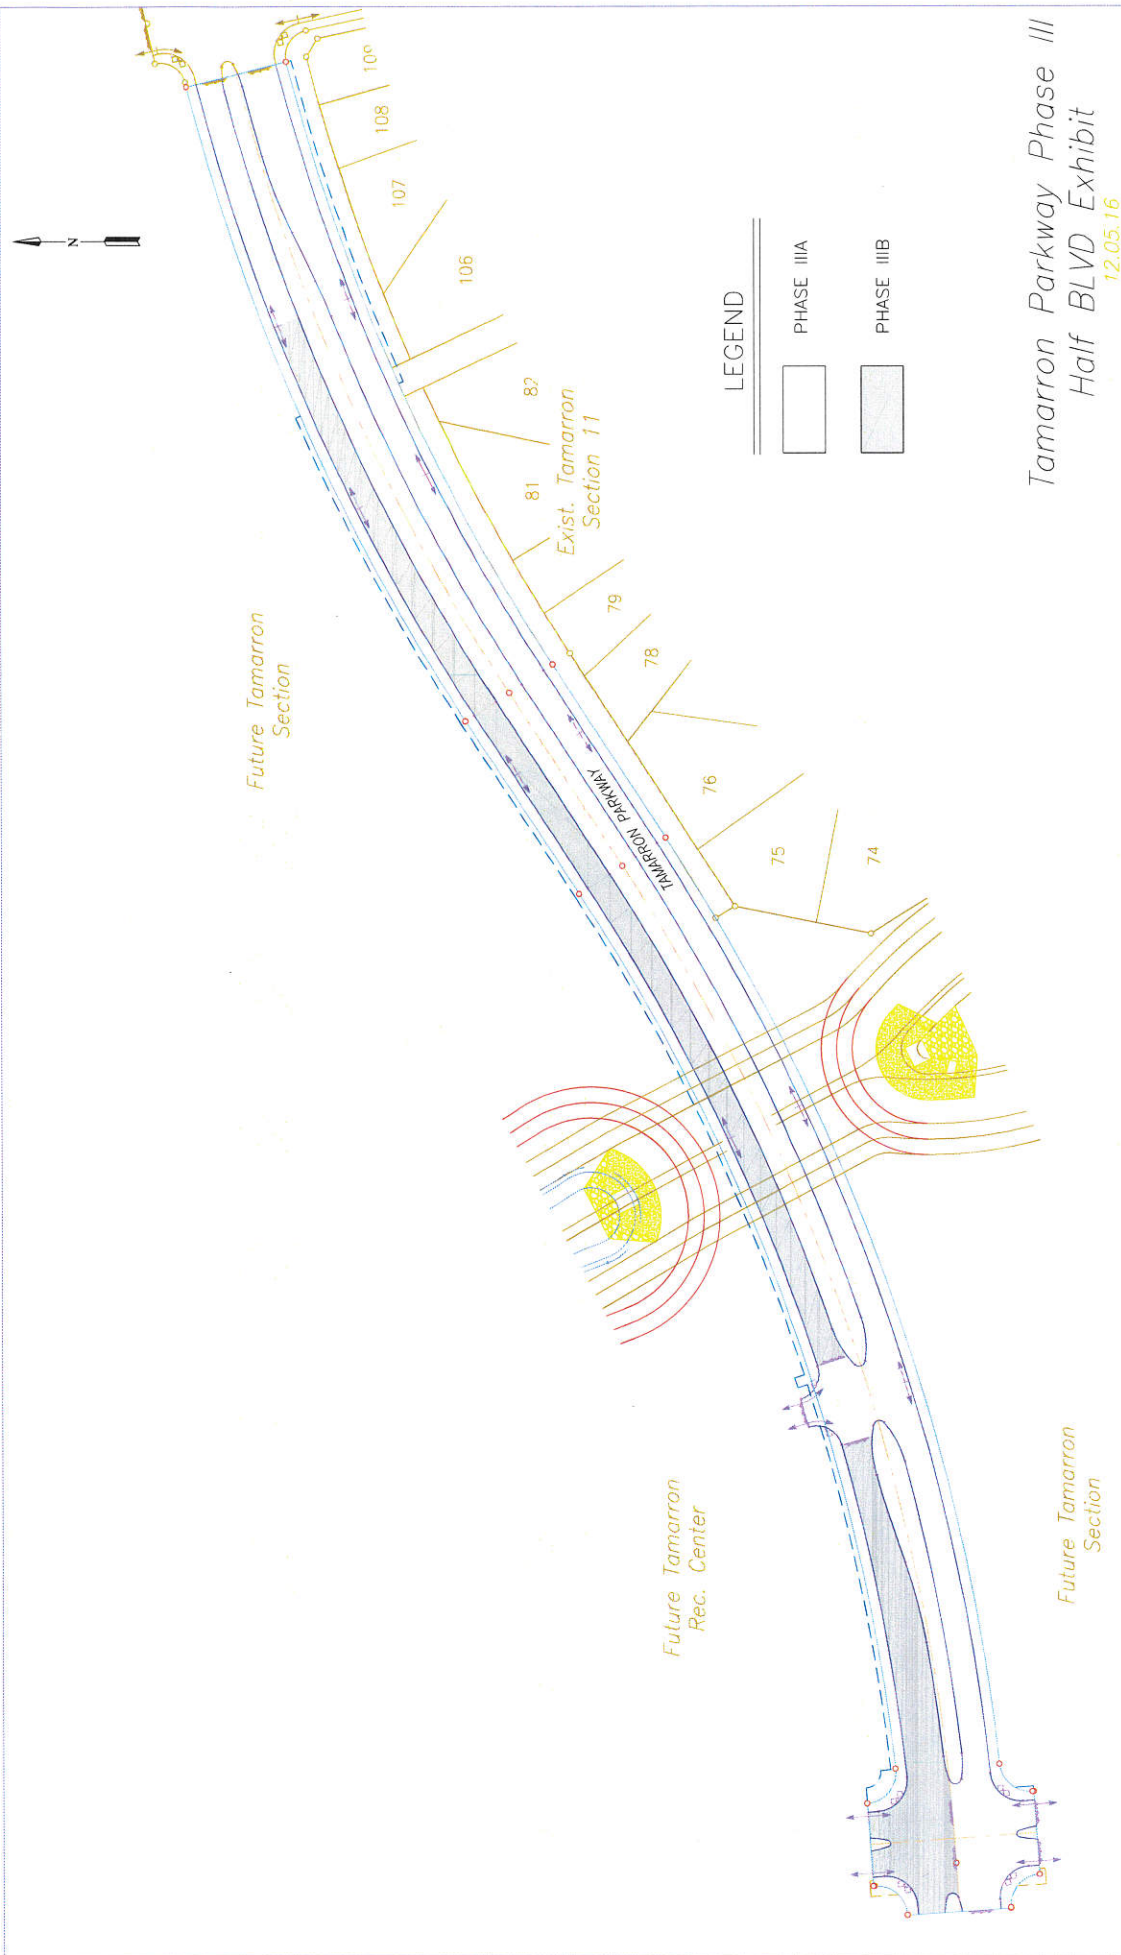 N
109
108
107
106
82
81
Exist. Tamarron
Section 11
79
78
76
75
74
Future Tamarron
Section
TAMARRON PARKWAY
Future Tamarron
Rec. Center
Future Tamarron
Section
LEGEND
PHASE IIIA
PHASE IIIB
Tamarron Parkway Phase III
Half BLVD Exhibit
12.05.16